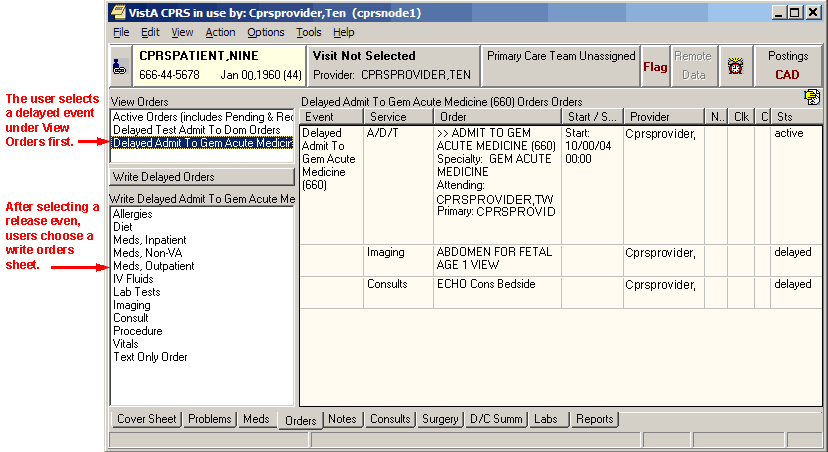 VistA CPRS in use by: Cprsprovider,Ten (cprsnode1)
File Edit View Action Options Tools Help
CPRSPATIENT,NINE
666-44-5678 Jan 00,1960 (44)
Visit Not Selected
Provider: CPRSPROVIDER,TEN
Primary Care Team Unassigned
Flag
Remote
Data
Postings
CAD
The user selects
a delayed event
under View
Orders first.
View Orders
Active Orders (includes Pending & Rec
Delayed Test Admit To Dom Orders
Delayed Admit To Gem Acute Medicin
Write Delayed Orders
After selecting a
release even,
users choose a
write orders
sheet.
Write Delayed Admit To Gem Acute Me
Allergies
Diet
Meds, Inpatient
Meds, Non-VA
Meds, Outpatient
IV Fluids
Lab Tests
Imaging
Consult
Procedure
Vitals
Text Only Order
Delayed Admit To Gem Acute Medicine (660) Orders Orders
Event Service Order Start / S... Provider N.. Clk C Sts
Delayed
Admit To
Gem Acute
Medicine
(660)
A/D/T
>> ADMIT TO GEM
ACUTE MEDICINE (660)
Specialty: GEM ACUTE
MEDICINE
Attending:
CPRSPROVIDER,TW
Primary: CPRSPROVID
Start:
10/00/04
00:00
Cprsprovider,
active
Imaging
ABDOMEN FOR FETAL
AGE 1 VIEW
Cprsprovider,
delayed
Consults
ECHO Cons Bedside
Cprsprovider,
delayed
Cover Sheet Problems Meds Orders Notes Consults Surgery D/C Summ Labs Reports